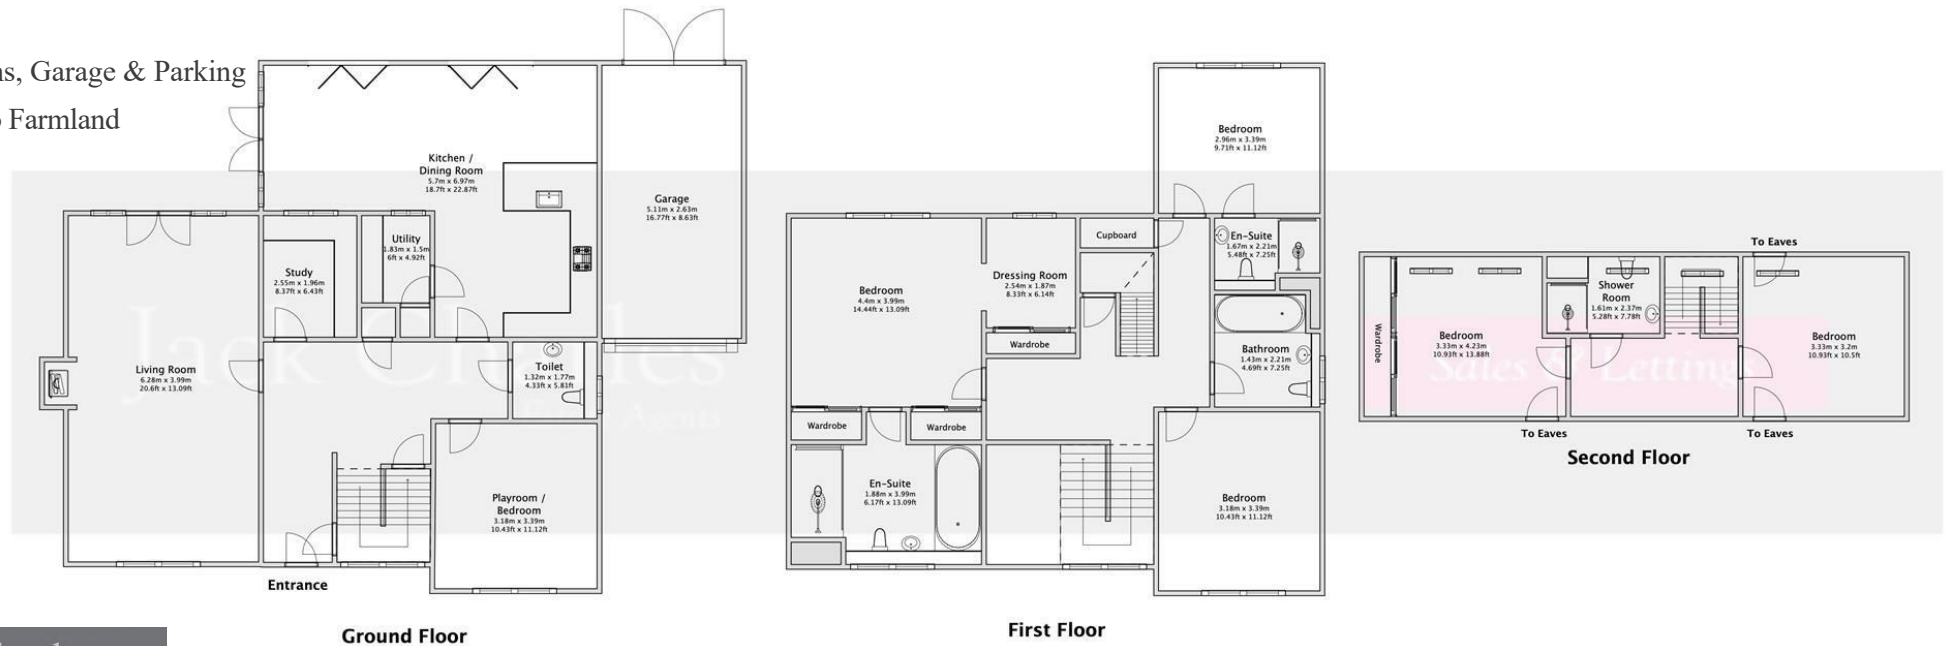 ns, Garage & Parking
Farmland
Kitchen /
Dining Room
5.7m x 6.97m
18.7ft x 22.87ft
Garage
5.11m x 2.63m
16.77ft x 8.63ft
Utility
1.83m x 1.5m
6ft x 4.92ft
Study
2.55m x 1.96m
8.37ft x 6.43ft
Living Room
6.28m x 3.99m
20.6ft x 13.09ft
Toilet
1.32m x 1.77m
4.33ft x 5.81ft
Playroom /
Bedroom
3.18m x 3.39m
10.43ft x 11.12ft
Entrance
Ground Floor
Bedroom
2.96m x 3.39m
9.71ft x 11.12ft
Cupboard
En-Suite
1.67m x 2.21m
5.48ft x 7.25ft
Dressing Room
2.54m x 1.87m
8.33ft x 6.14ft
Bedroom
4.4m x 3.99m
14.44ft x 13.09ft
Wardrobe
Bathroom
1.43m x 2.21m
4.69ft x 7.25ft
Wardrobe
Wardrobe
En-Suite
1.88m x 3.99m
6.17ft x 13.09ft
Bedroom
3.18m x 3.39m
10.43ft x 11.12ft
First Floor
To Eaves
Shower
Room
1.61m x 2.37m
5.28ft x 7.78ft
Wardrobe
Bedroom
3.33m x 4.23m
10.93ft x 13.88ft
Bedroom
3.33m x 3.2m
10.93ft x 10.5ft
To Eaves
To Eaves
Second Floor
Jack Charles
Estate Agents
Sales & Lettings